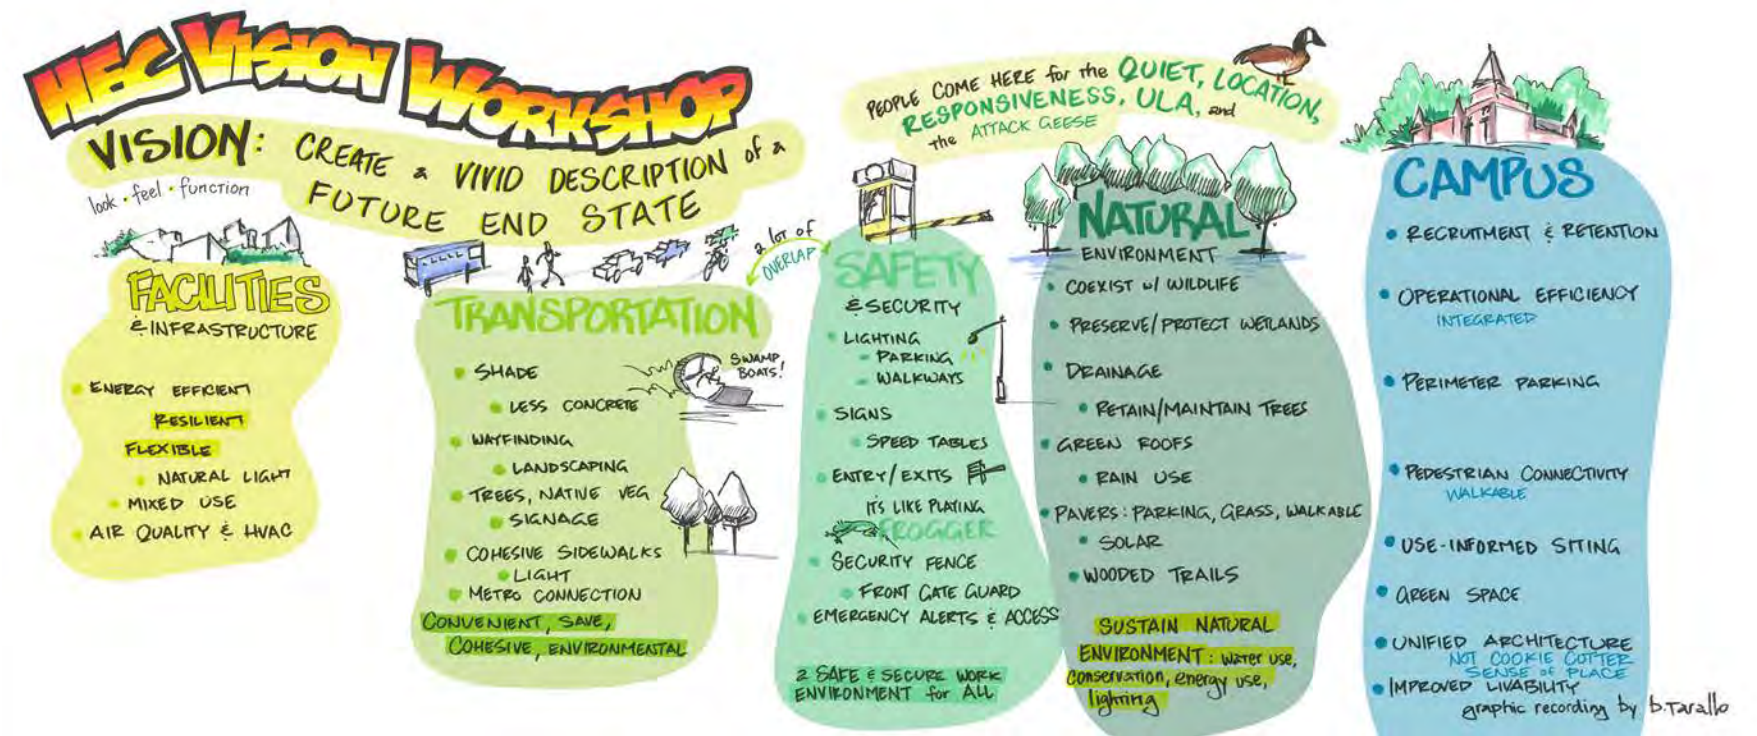 HEC VISION WORKSHOP
VISION: CREATE a VIVID DESCRIPTION of a
FUTURE END STATE
look • feel • function
PEOPLE COME HERE for the QUIET, LOCATION,
RESPONSIVENESS, ULA, and
the ATTACK GEESE
FACILITIES
& INFRASTRUCTURE
ENERGY EFFICIENT
RESILIENT
FLEXIBLE
NATURAL LIGHT
MIXED USE
AIR QUALITY & HVAC
a lot of
OVERLAP
TRANSPORTATION
SHADE
LESS CONCRETE
WAYFINDING
LANDSCAPING
TREES, NATIVE VEG
SIGNAGE
COHESIVE SIDEWALKS
LIGHT
METRO CONNECTION
CONVENIENT, SAVE,
COHESIVE, ENVIRONMENTAL
SWAMP
BOATS!
SAFETY
& SECURITY
LIGHTING
PARKING
WALKWAYS
SIGNS
SPEED TABLES
ENTRY/EXITS
IT'S LIKE PLAYING
FROGGER
SECURITY FENCE
FRONT GATE GUARD
EMERGENCY ALERTS & ACCESS
a SAFE & SECURE WORK
ENVIRONMENT for ALL
NATURAL
ENVIRONMENT
COEXIST w/ WILDLIFE
PRESERVE/PROTECT WETLANDS
DRAINAGE
RETAIN/MAINTAIN TREES
GREEN ROOFS
RAIN USE
PAVERS: PARKING, GRASS, WALKABLE
SOLAR
WOODED TRAILS
SUSTAIN NATURAL
ENVIRONMENT: water use,
conservation, energy use,
lighting
CAMPUS
RECRUITMENT & RETENTION
OPERATIONAL EFFICIENCY
INTEGRATED
PERIMETER PARKING
PEDESTRIAN CONNECTIVITY
WALKABLE
USE-INFORMED SITING
GREEN SPACE
UNIFIED ARCHITECTURE
NOT COOKIE CUTTER
SENSE of PLACE
IMPROVED LIVABILITY
graphic recording by b.Tarallo